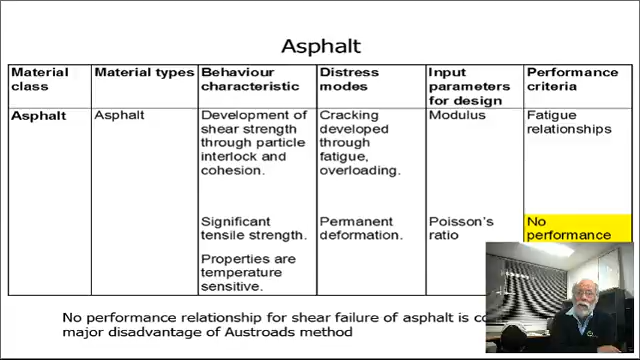 Asphalt
Material class
Material types
Behaviour characteristic
Distress modes
Input parameters for design
Performance criteria
Asphalt
Asphalt
Development of shear strength through particle interlock and cohesion.
Cracking developed through fatigue, overloading.
Modulus
Fatigue relationships
Significant tensile strength.
Permanent deformation.
Poisson's ratio
No performance
Properties are temperature sensitive.
No performance relationship for shear failure of asphalt is
major disadvantage of Austroads method